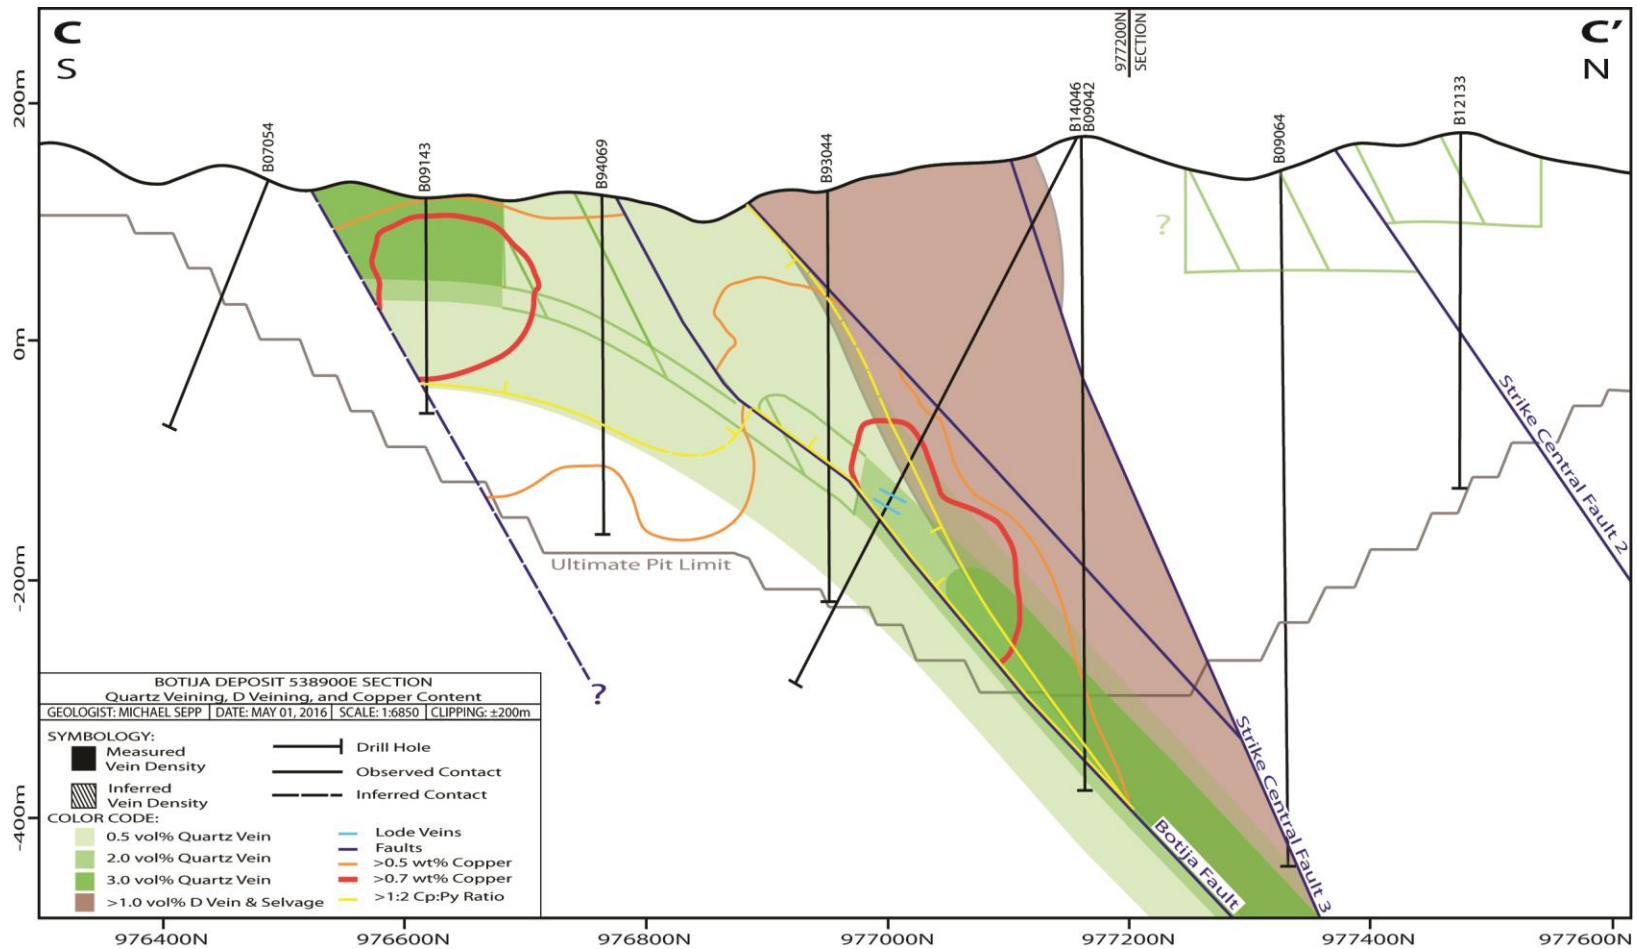 C
S
C'
N
977200N
SECTION
B07054
B09143
B94069
B93044
B14046
B09042
B09064
B12133
200m
0m
-200m
-400m
?
?
Ultimate Pit Limit
Strike Central Fault 2
Strike Central Fault 3
Botija Fault
BOTIJA DEPOSIT 538900E SECTION
Quartz Veining, D Veining, and Copper Content
GEOLOGIST: MICHAEL SEPP DATE: MAY 01, 2016 SCALE: 1:6850 CLIPPING: ±200m
SYMBOLOGY:
Measured
Vein Density
Inferred
Vein Density
Drill Hole
Observed Contact
Inferred Contact
COLOR CODE:
0.5 vol% Quartz Vein
2.0 vol% Quartz Vein
3.0 vol% Quartz Vein
>1.0 vol% D Vein & Selvage
Lode Veins
Faults
>0.5 wt% Copper
>0.7 wt% Copper
>1:2 Cp:Py Ratio
976400N
976600N
976800N
977000N
977200N
977400N
977600N